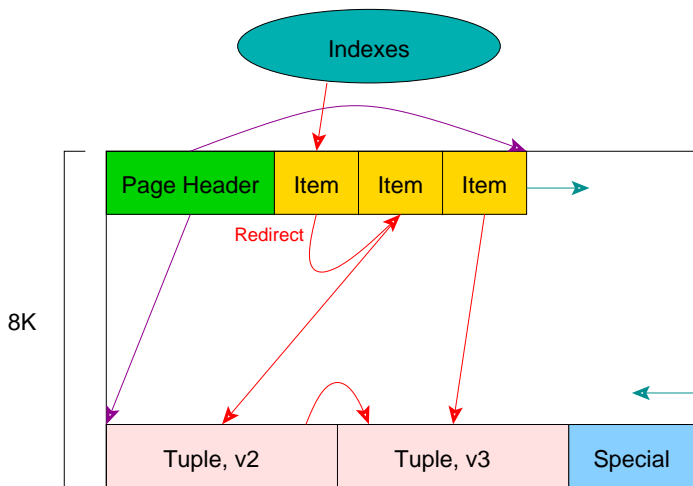 Indexes
Page Header Item Item Item
Redirect
8K
Tuple, v2 Tuple, v3 Special